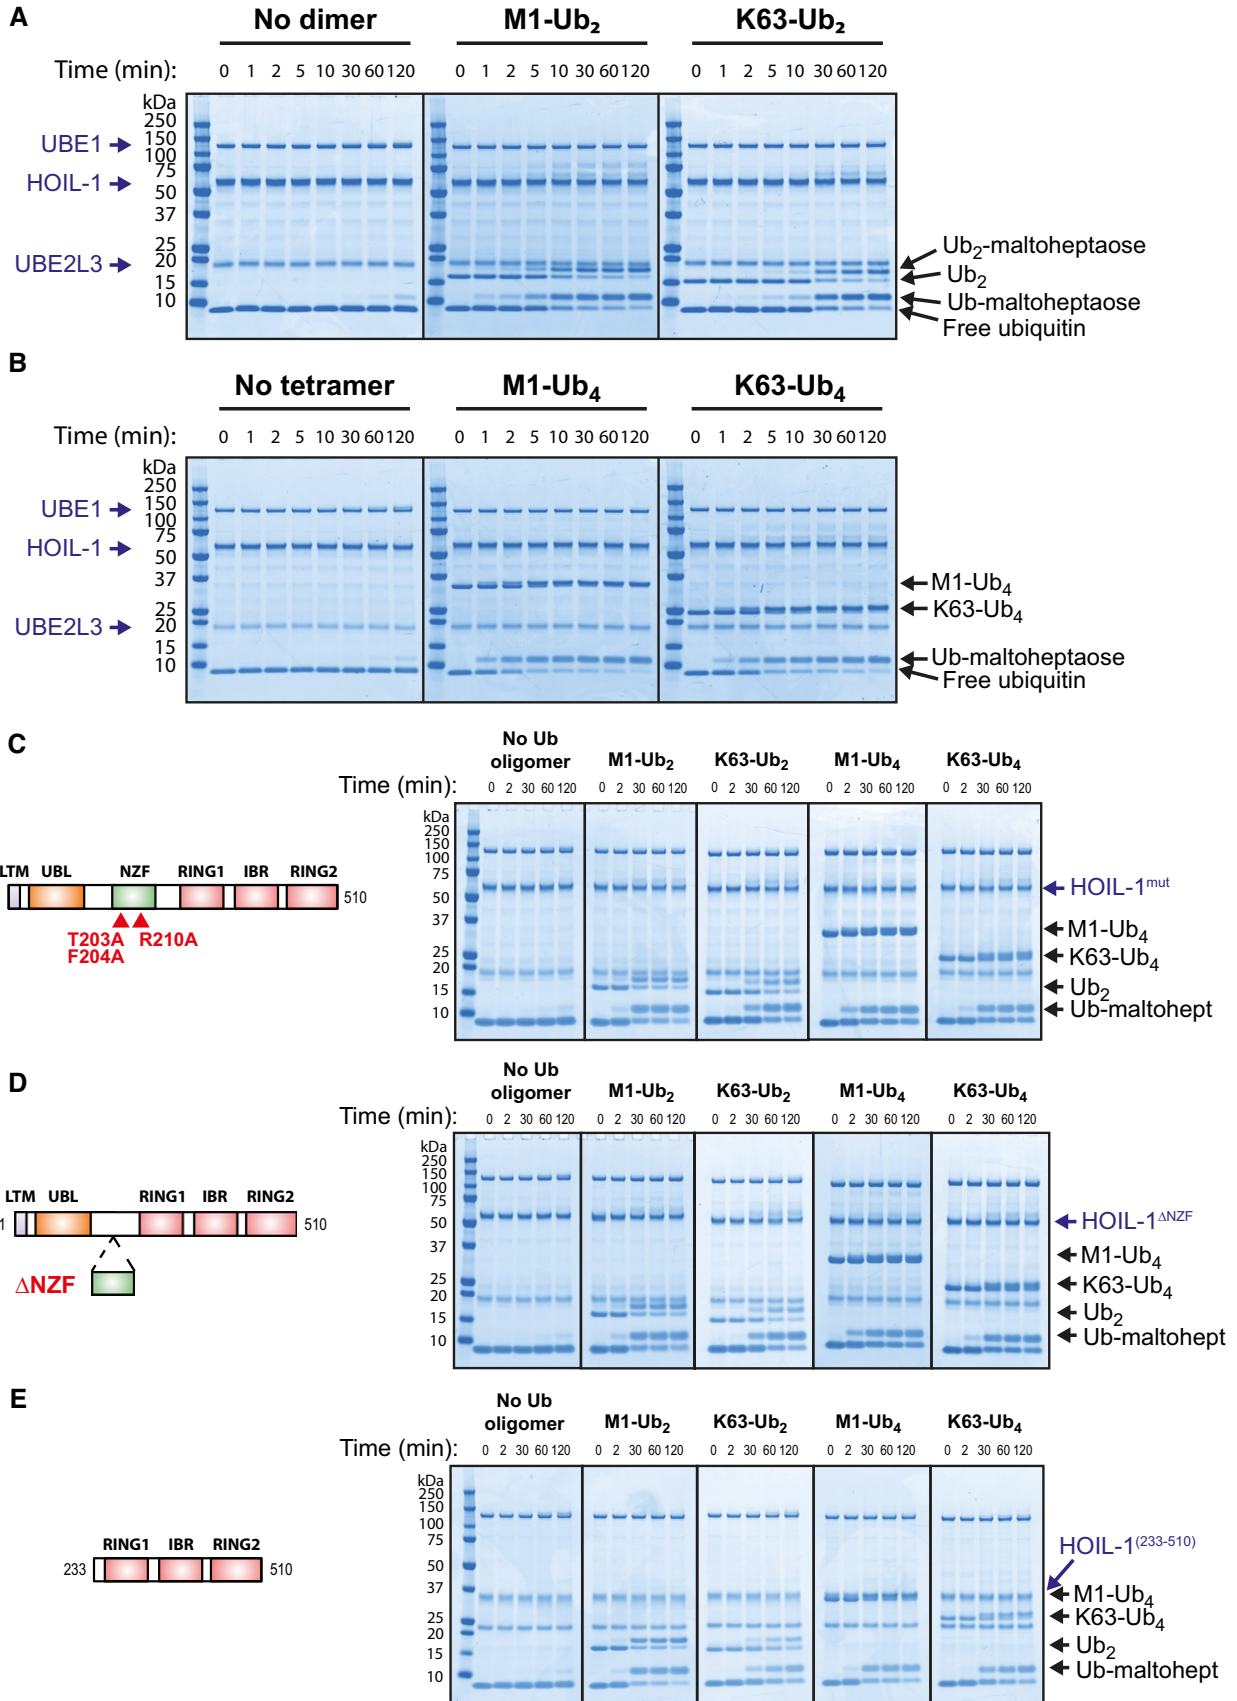 A
No dimer M1-Ub₂ K63-Ub₂
Time (min): 0 1 2 5 10 30 60 120 0 1 2 5 10 30 60 120 0 1 2 5 10 30 60 120
kDa
250
UBE1 150
100
75
HOIL-1 50
37
25
UBE2L3 20
15
10
Ub₂-maltoheptaose
Ub₂
Ub-maltoheptaose
Free ubiquitin
B
No tetramer M1-Ub₄ K63-Ub₄
Time (min): 0 1 2 5 10 30 60 120 0 1 2 5 10 30 60 120 0 1 2 5 10 30 60 120
kDa
250
UBE1 150
100
75
HOIL-1 50
37
25
UBE2L3 20
15
10
M1-Ub₄
K63-Ub₄
Ub-maltoheptaose
Free ubiquitin
C
No Ub
oligomer M1-Ub₂ K63-Ub₂ M1-Ub₄ K63-Ub₄
Time (min): 0 2 30 60 120 0 2 30 60 120 0 2 30 60 120 0 2 30 60 120 0 2 30 60 120
LTM UBL NZF RING1 IBR RING2
510
T203A R210A
F204A
kDa
250
150
100
75
50
37
25
20
15
10
HOIL-1ᵐᵘᵗ
M1-Ub₄
K63-Ub₄
Ub₂
Ub-maltohept
D
No Ub
oligomer M1-Ub₂ K63-Ub₂ M1-Ub₄ K63-Ub₄
Time (min): 0 2 30 60 120 0 2 30 60 120 0 2 30 60 120 0 2 30 60 120 0 2 30 60 120
LTM UBL RING1 IBR RING2
1 510
ΔNZF
kDa
250
150
100
75
50
37
25
20
15
10
HOIL-1^ΔNZF
M1-Ub₄
K63-Ub₄
Ub₂
Ub-maltohept
E
No Ub
oligomer M1-Ub₂ K63-Ub₂ M1-Ub₄ K63-Ub₄
Time (min): 0 2 30 60 120 0 2 30 60 120 0 2 30 60 120 0 2 30 60 120 0 2 30 60 120
RING1 IBR RING2
233 510
kDa
250
150
100
75
50
37
25
20
15
10
HOIL-1⁽²³³⁻⁵¹⁰⁾
M1-Ub₄
K63-Ub₄
Ub₂
Ub-maltohept